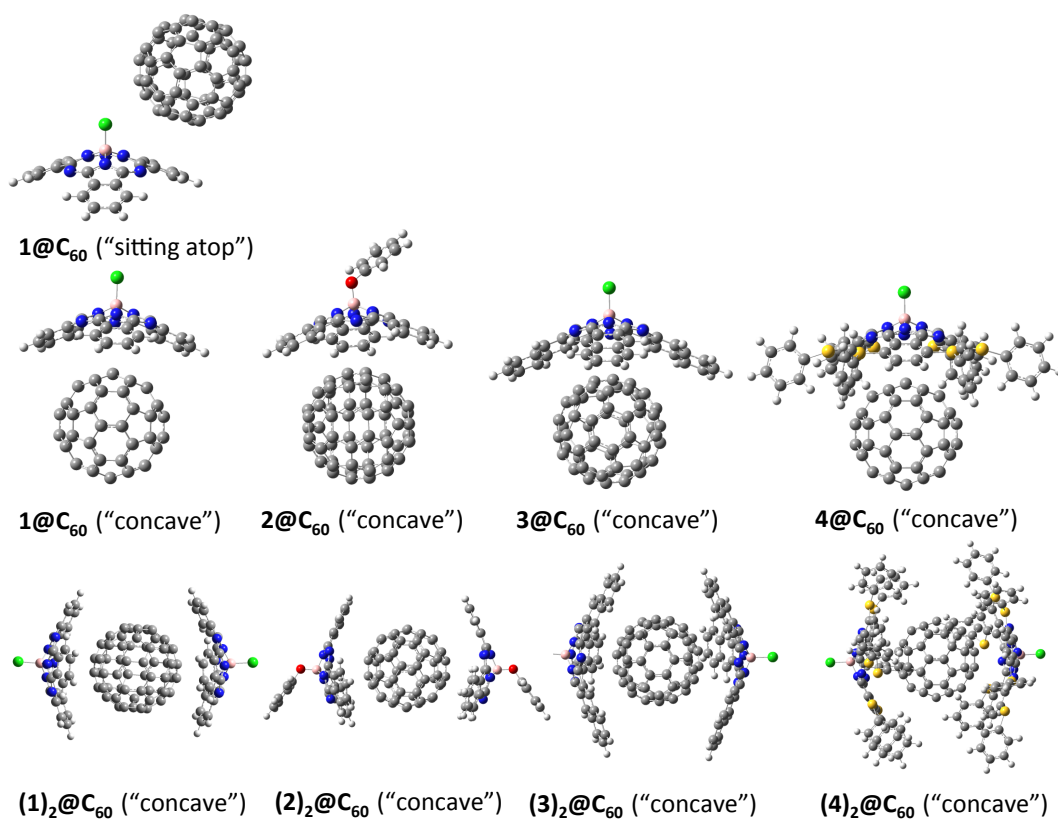 1@C60 (“sitting atop”)
1@C60 (“concave”) 2@C60 (“concave”) 3@C60 (“concave”) 4@C60 (“concave”)
(1)2@C60 (“concave”) (2)2@C60 (“concave”) (3)2@C60 (“concave”) (4)2@C60 (“concave”)